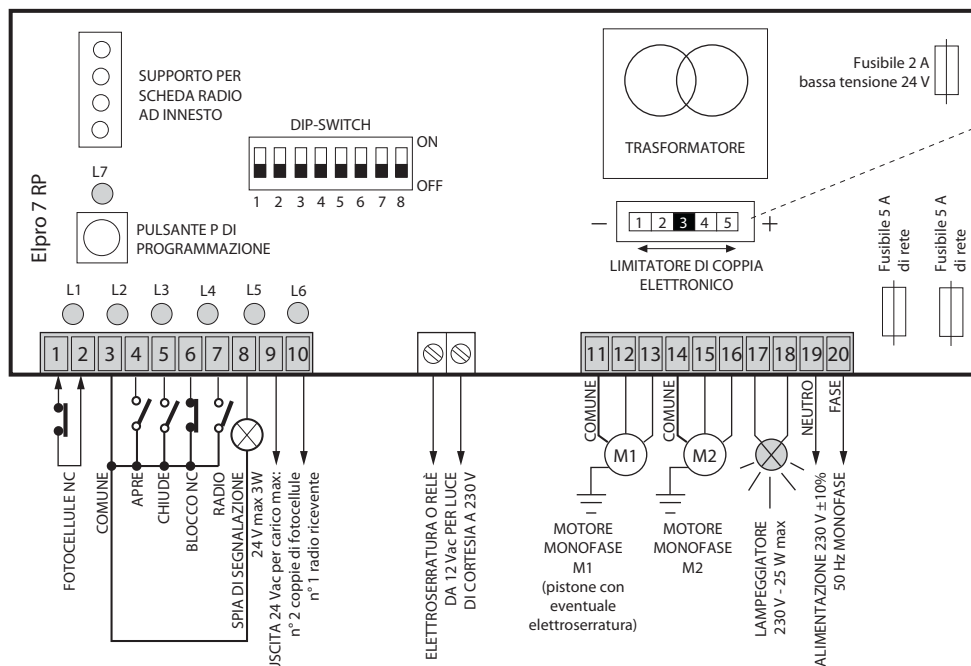 SUPPORTO PER
SCHEDA RADIO
AD INNESTO
DIP-SWITCH
ON
OFF
1 2 3 4 5 6 7 8
TRASFORMATORE
Fusibile 2 A
bassa tensione 24 V
Elpro 7 RP
L7
PULSANTE P DI
PROGRAMMAZIONE
− 1 2 3 4 5 +
LIMITATORE DI COPPIA
ELETTRONICO
Fusibile 5 A
di rete
Fusibile 5 A
di rete
L1 L2 L3 L4 L5 L6
1 2 3 4 5 6 7 8 9 10
11 12 13 14 15 16 17 18 19 20
FOTOCELLULE NC
COMUNE
APRE
CHIUDE
BLOCCO NC
RADIO
SPIA DI SEGNALAZIONE
24 V max 3W
USCITA 24 Vac per carico max:
n° 2 coppie di fotocellule
n° 1 radio ricevente
ELETTROSERRATURA O RELÈ
DA 12 Vac PER LUCE
DI CORTESIA A 230 V
COMUNE
M1
MOTORE
MONOFASE
M1
(pistone con
eventuale
elettroserratura)
COMUNE
M2
MOTORE
MONOFASE
M2
LAMPEGGIATORE
230 V - 25 W max
NEUTRO
FASE
ALIMENTAZIONE 230 V ±10%
50 Hz MONOFASE